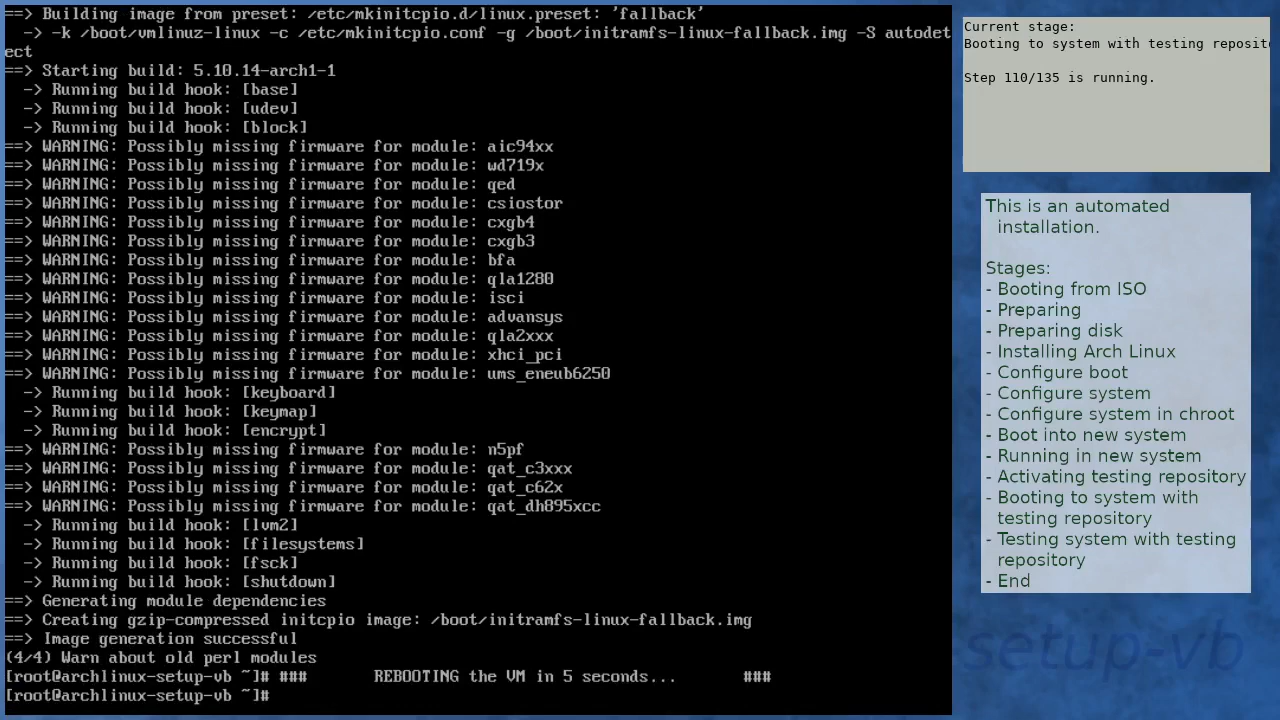 ==> Building image from preset: /etc/mkinitcpio.d/linux.preset: 'fallback'
  -> -k /boot/vmlinuz-linux -c /etc/mkinitcpio.conf -g /boot/initramfs-linux-fallback.img -S autodet
ect
==> Starting build: 5.10.14-arch1-1
  -> Running build hook: [base]
  -> Running build hook: [udev]
  -> Running build hook: [block]
==> WARNING: Possibly missing firmware for module: aic94xx
==> WARNING: Possibly missing firmware for module: wd719x
==> WARNING: Possibly missing firmware for module: qed
==> WARNING: Possibly missing firmware for module: csiostor
==> WARNING: Possibly missing firmware for module: cxgb4
==> WARNING: Possibly missing firmware for module: cxgb3
==> WARNING: Possibly missing firmware for module: bfa
==> WARNING: Possibly missing firmware for module: qla1280
==> WARNING: Possibly missing firmware for module: isci
==> WARNING: Possibly missing firmware for module: advansys
==> WARNING: Possibly missing firmware for module: qla2xxx
==> WARNING: Possibly missing firmware for module: xhci_pci
==> WARNING: Possibly missing firmware for module: ums_eneub6250
  -> Running build hook: [keyboard]
  -> Running build hook: [keymap]
  -> Running build hook: [encrypt]
==> WARNING: Possibly missing firmware for module: n5pf
==> WARNING: Possibly missing firmware for module: qat_c3xxx
==> WARNING: Possibly missing firmware for module: qat_c62x
==> WARNING: Possibly missing firmware for module: qat_dh895xcc
  -> Running build hook: [lvm2]
  -> Running build hook: [filesystems]
  -> Running build hook: [fsck]
  -> Running build hook: [shutdown]
==> Generating module dependencies
==> Creating gzip-compressed initcpio image: /boot/initramfs-linux-fallback.img
==> Image generation successful
(4/4) Warn about old perl modules
[root@archlinux-setup-vb ~]# ###       REBOOTING the VM in 5 seconds...       ###
[root@archlinux-setup-vb ~]#
Current stage:
Booting to system with testing reposito
Step 110/135 is running.
This is an automated
installation.
Stages:
- Booting from ISO
- Preparing
- Preparing disk
- Installing Arch Linux
- Configure boot
- Configure system
- Configure system in chroot
- Boot into new system
- Running in new system
- Activating testing repository
- Booting to system with
testing repository
- Testing system with testing
repository
- End
setup-vb